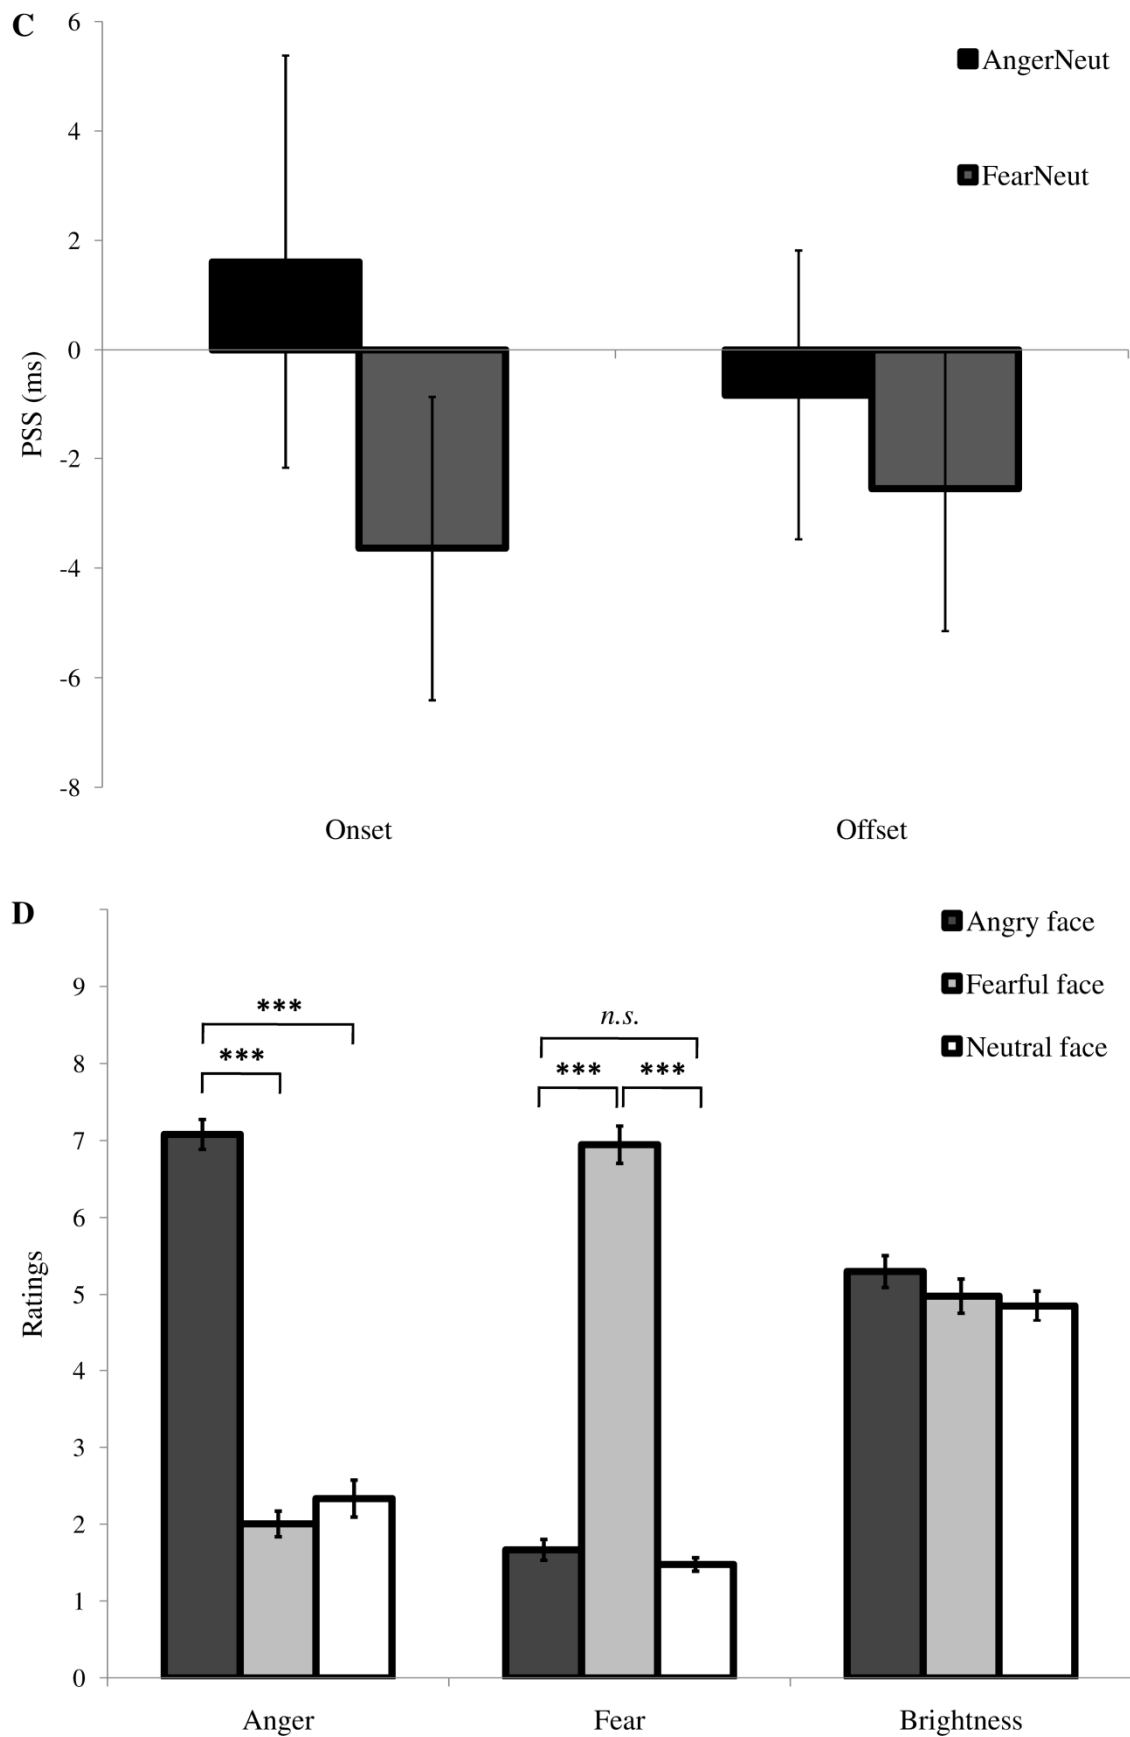 C
6
4
2
0
-2
-4
-6
-8
PSS (ms)
AngerNeut
FearNeut
Onset Offset
D
9
8
7
6
5
4
3
2
1
0
Ratings
Angry face
Fearful face
Neutral face
***
***
n.s.
*** ***
Anger Fear Brightness